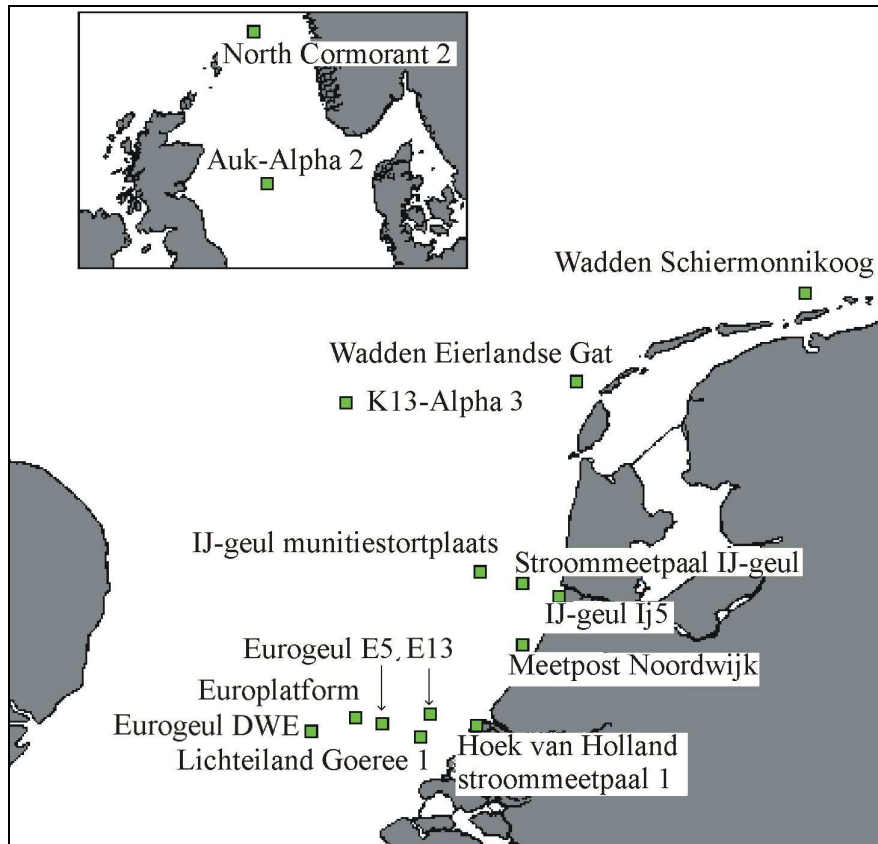 North Cormorant 2
Auk-Alpha 2
Wadden Schiermonnikoog
Wadden Eierlandse Gat
K13-Alpha 3
IJ-geul munitiestortplaats
Stroommeetpaal IJ-geul
IJ-geul Ij5
Eurogeul E5, E13
Meetpost Noordwijk
Europlatform
Eurogeul DWE
Lichteiland Goeree 1
Hoek van Holland
stroommeetpaal 1